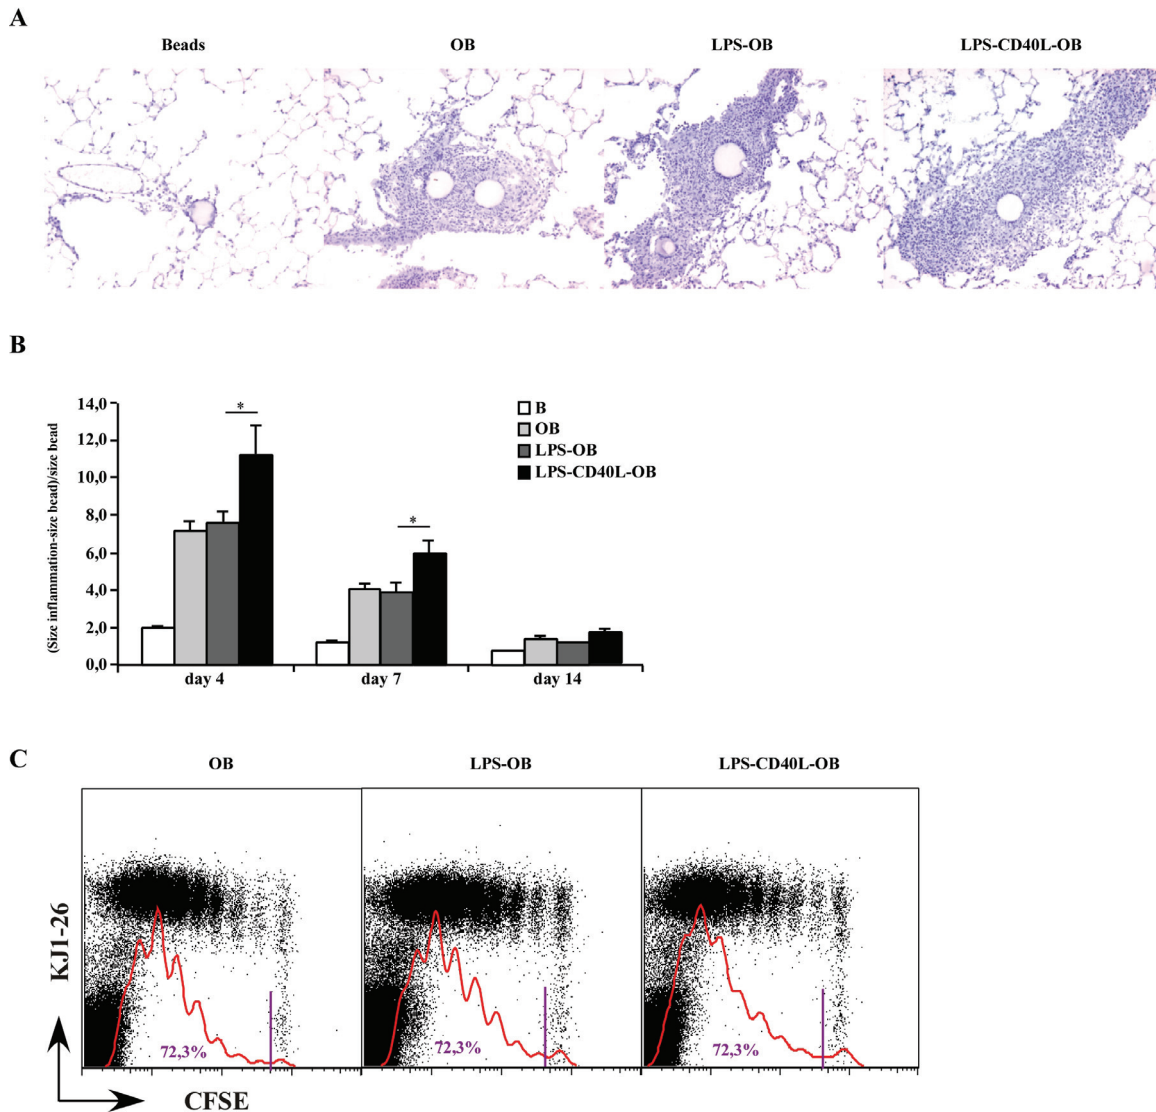 A
Beads OB LPS-OB LPS-CD40L-OB
B
(Size inflammation-size bead)/size bead
14,0
12,0
10,0
8,0
6,0
4,0
2,0
0,0
*
*
B
OB
LPS-OB
LPS-CD40L-OB
day 4 day 7 day 14
C
OB LPS-OB LPS-CD40L-OB
KJ1-26
72,3% 72,3% 72,3%
CFSE